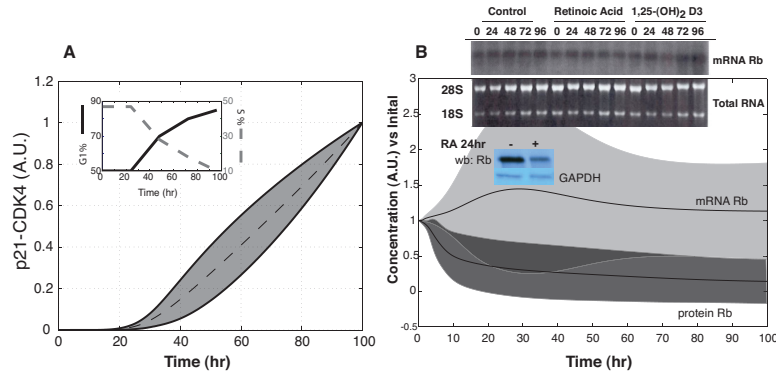 Control Retinoic Acid 1,25-(OH)2 D3
0 24 48 72 96 0 24 48 72 96 0 24 48 72 96
A
B
mRNA Rb
28S
18S
Total RNA
RA 24hr - +
wb: Rb
GAPDH
mRNA Rb
protein Rb
Concentration (A.U.) vs Inital
3
2
1.5
1
0.5
0
-0.5
0 10 20 30 40 50 60 70 80 90 100
Time (hr)
p21-CDK4 (A.U.)
1.2
1
0.8
0.6
0.4
0.2
0
0 20 40 60 80 100
Time (hr)
G1%
90
70
50
S %
50
30
10
0 20 40 60 80 100
Time (hr)